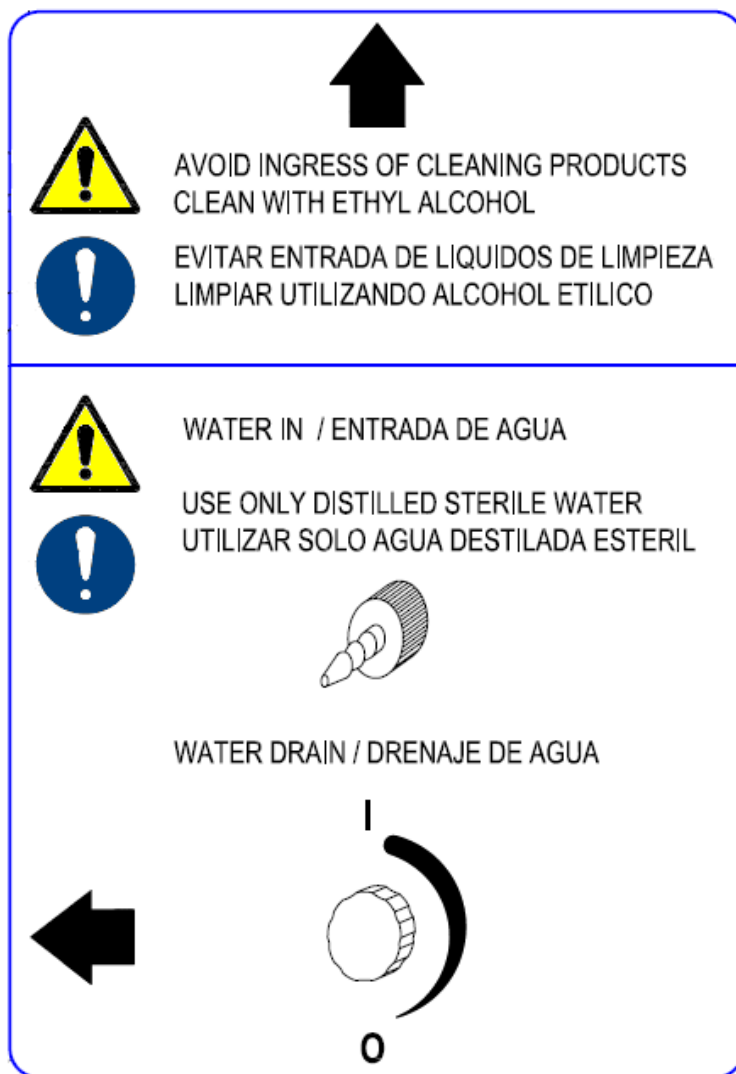 AVOID INGRESS OF CLEANING PRODUCTS
CLEAN WITH ETHYL ALCOHOL
EVITAR ENTRADA DE LIQUIDOS DE LIMPIEZA
LIMPIAR UTILIZANDO ALCOHOL ETILICO
WATER IN / ENTRADA DE AGUA
USE ONLY DISTILLED STERILE WATER
UTILIZAR SOLO AGUA DESTILADA ESTERIL
WATER DRAIN / DRENAJE DE AGUA
I
O